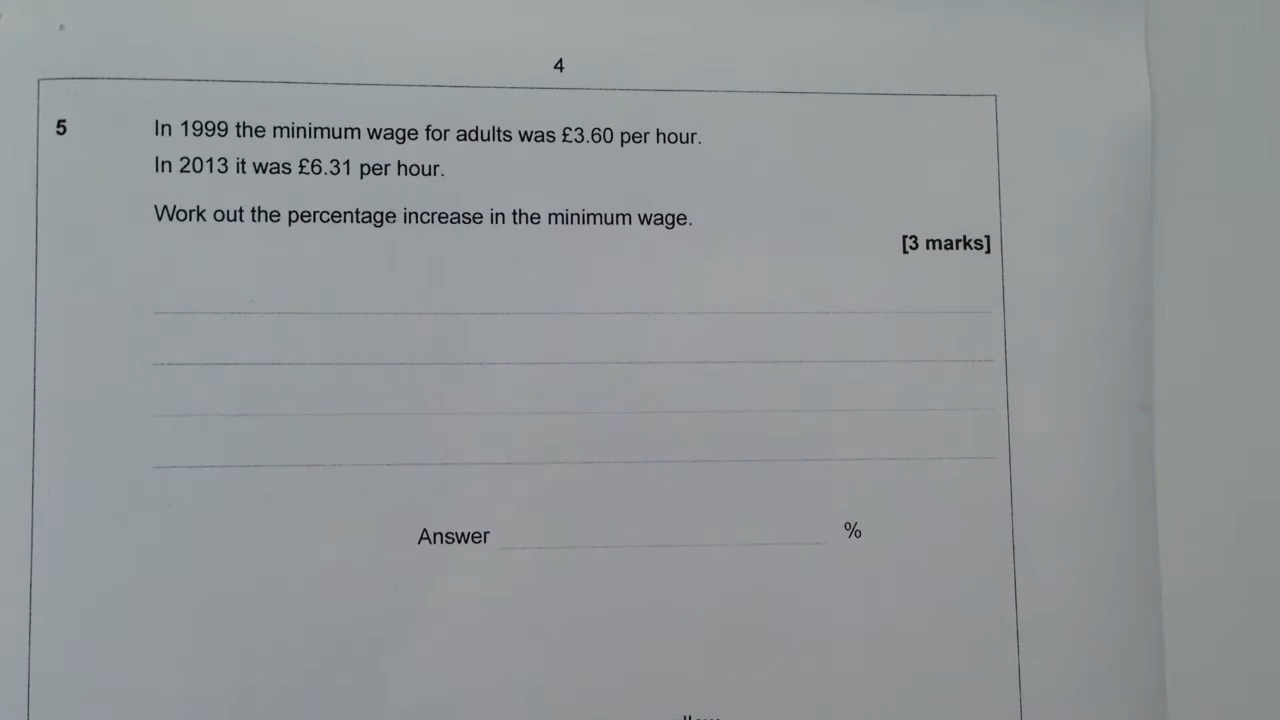 4
5 In 1999 the minimum wage for adults was £3.60 per hour.
In 2013 it was £6.31 per hour.
Work out the percentage increase in the minimum wage.
[3 marks]
Answer %